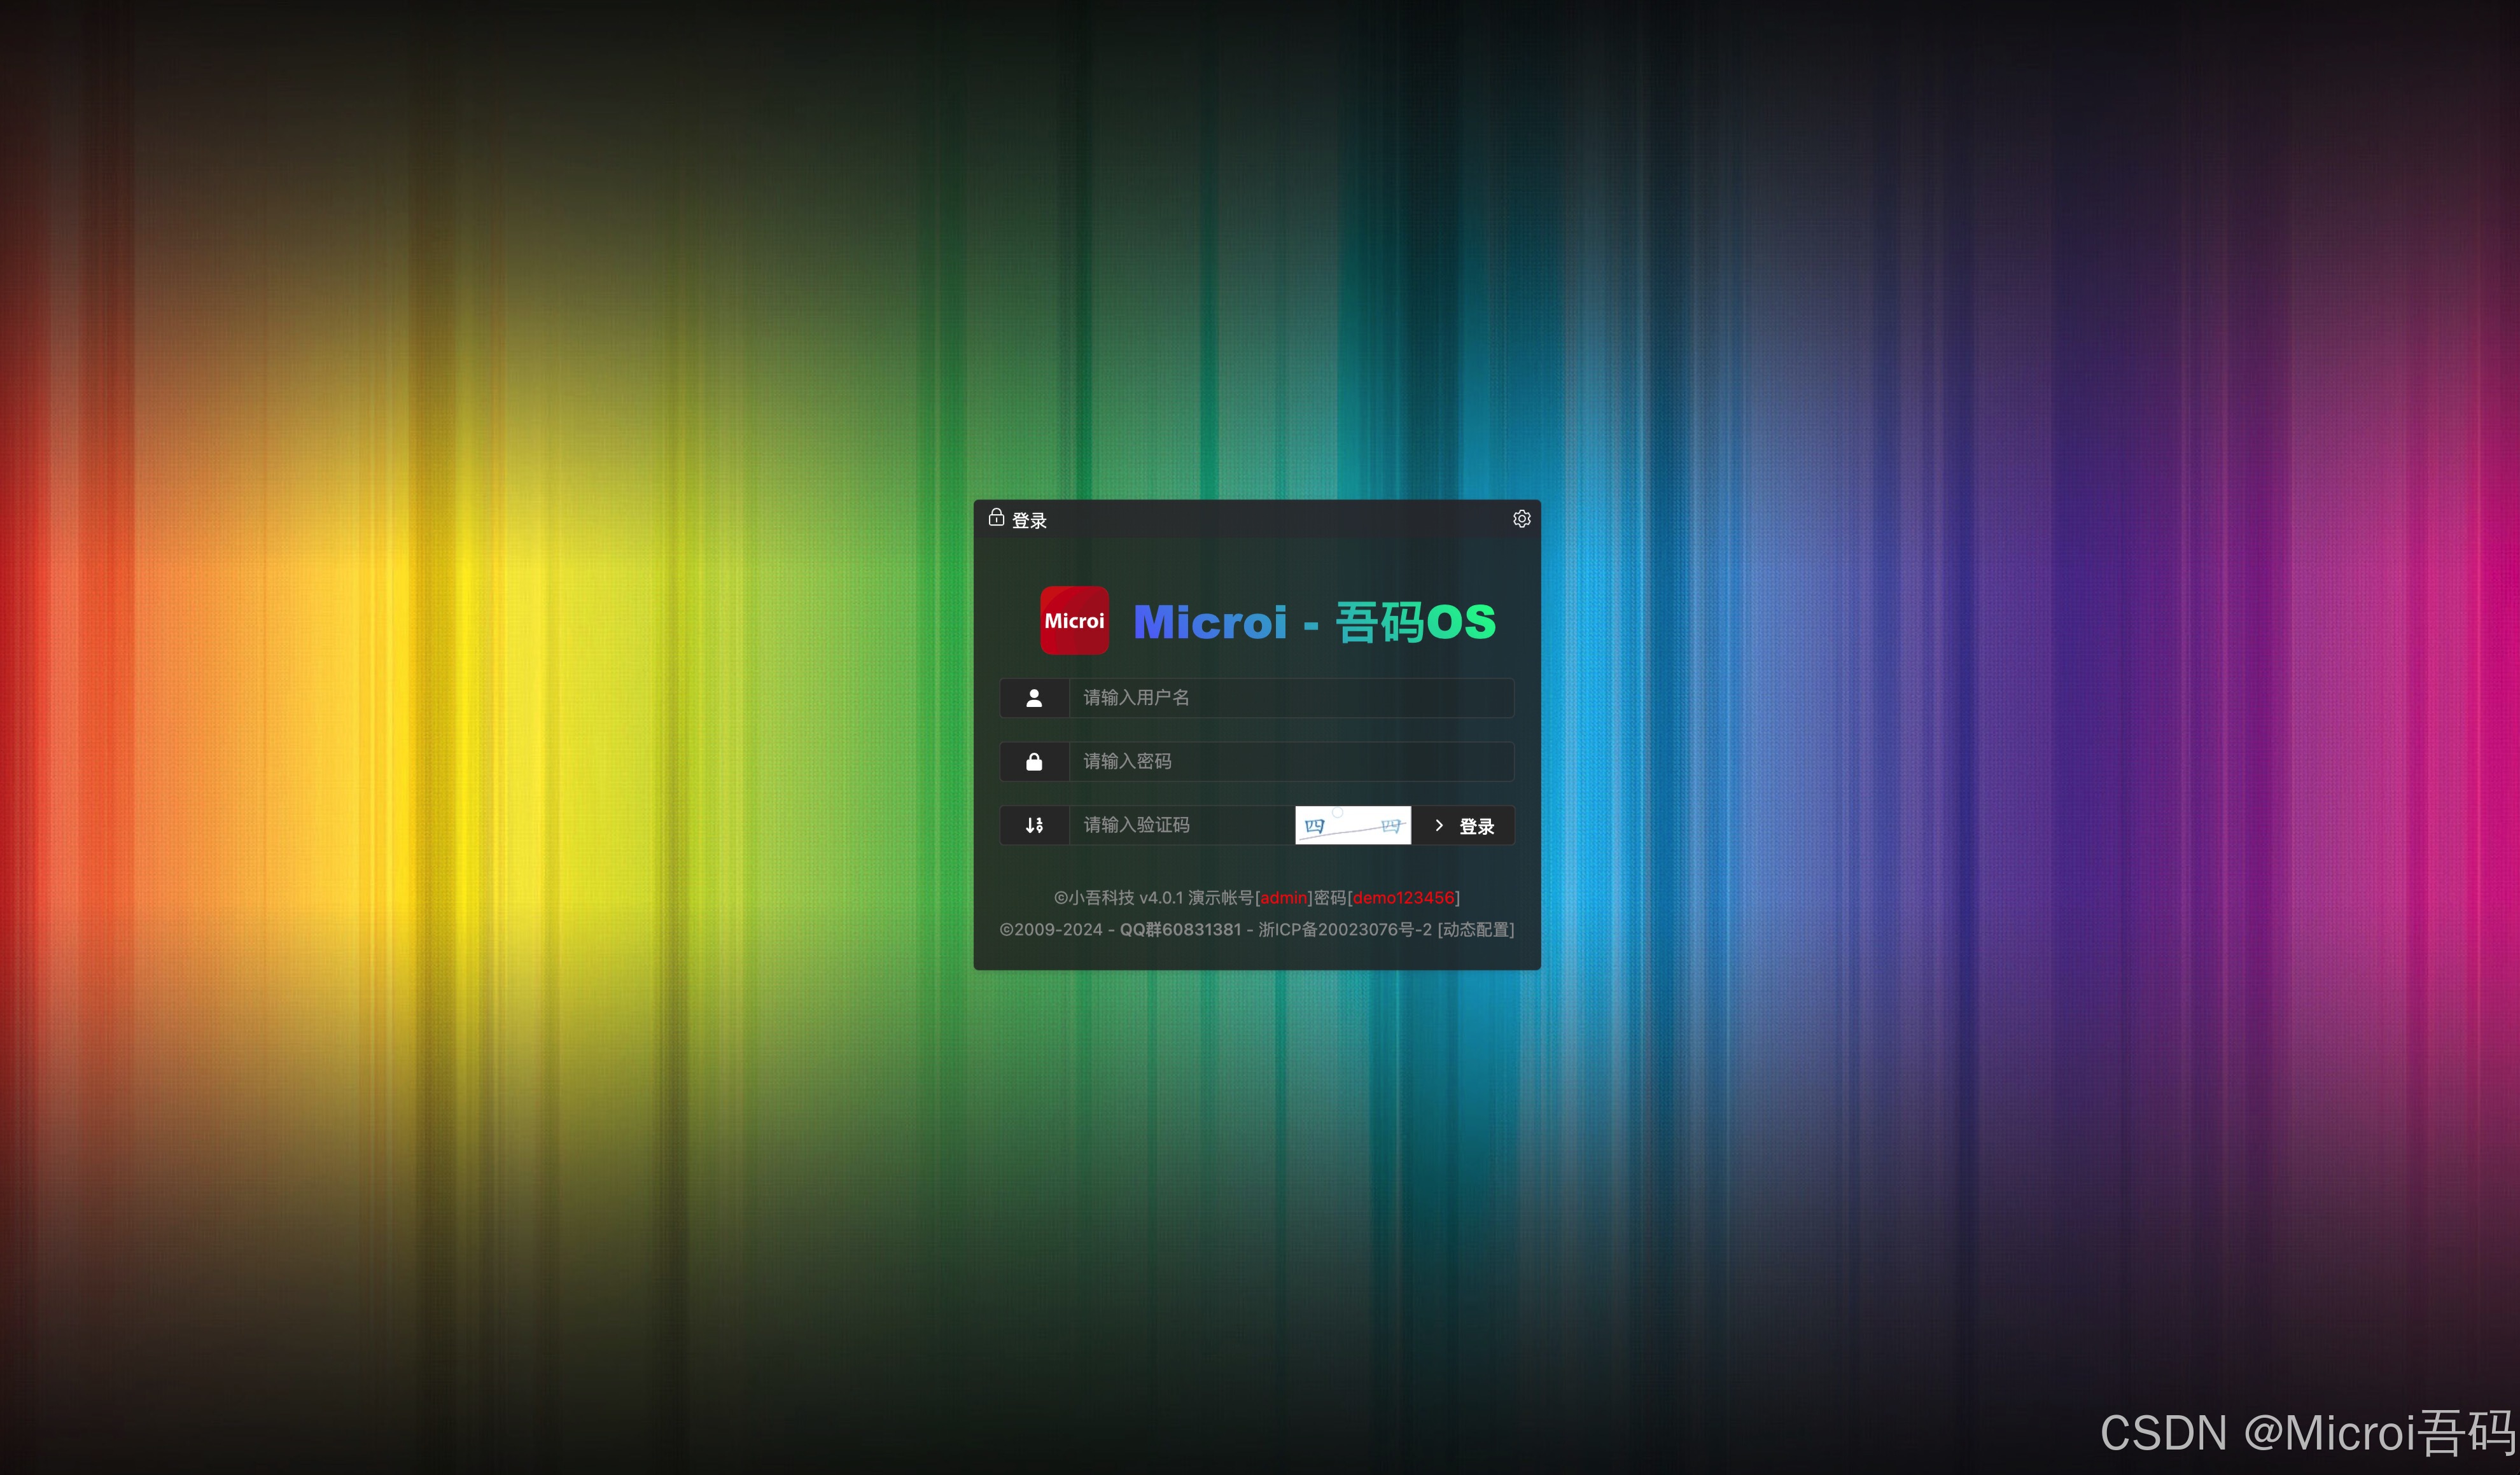 登录
Microi
Microi - 吾码OS
请输入用户名
请输入密码
请输入验证码
四 四
登录
©小吾科技 v4.0.1 演示帐号[admin]密码[demo123456]
©2009-2024 - QQ群60831381 - 浙ICP备20023076号-2 [动态配置]
CSDN @Microi吾码